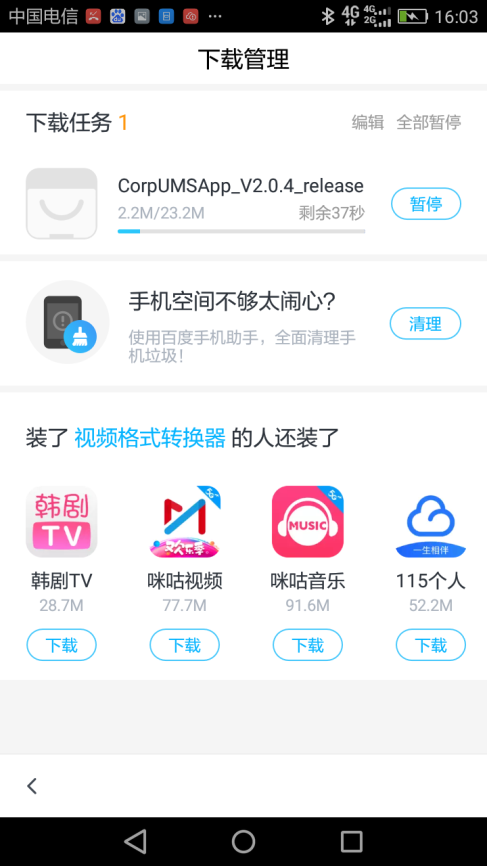 中国电信 ... 4G 4G 2G 16:03
下载管理
下载任务 1 编辑 全部暂停
CorpUMSApp_V2.0.4_release
2.2M/23.2M 剩余37秒
暂停
手机空间不够太闹心?
使用百度手机助手，全面清理手
机垃圾！
清理
装了 视频格式转换器 的人还装了
韩剧
TV
欢乐季
MUSIC
一生相伴
韩剧TV 咪咕视频 咪咕音乐 115个人
28.7M 77.7M 91.6M 52.2M
下载 下载 下载 下载